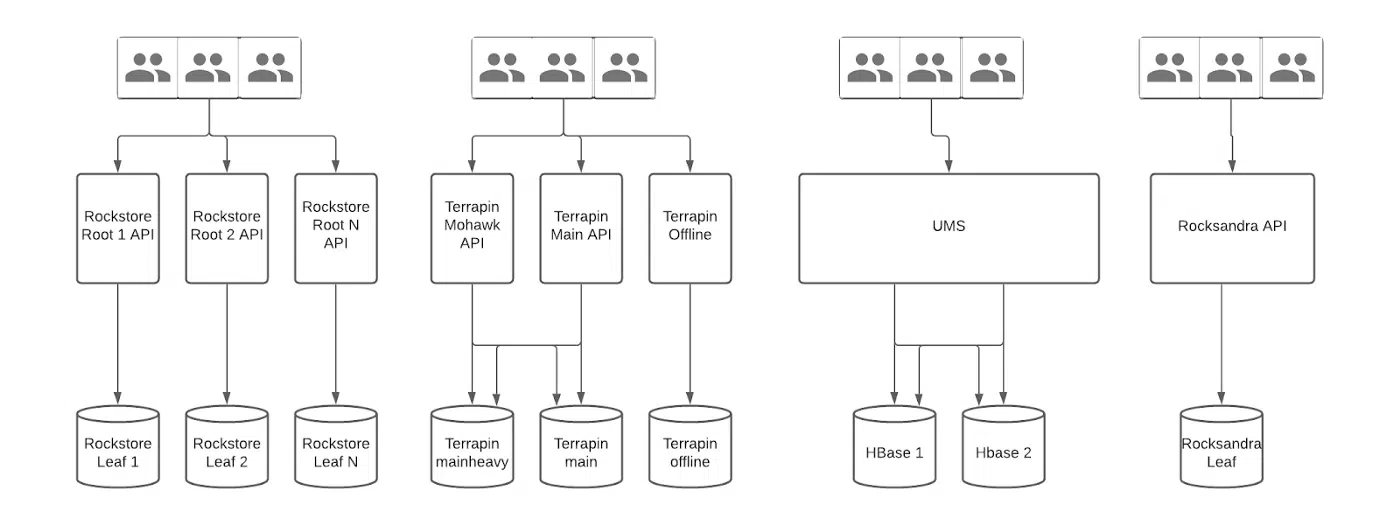 Rockstore
Root 1 API
Rockstore
Root 2 API
Rockstore
Root N
API
Terrapin
Mohawk
API
Terrapin
Main API
Terrapin
Offline
UMS
Rocksandra API
Rockstore
Leaf 1
Rockstore
Leaf 2
Rockstore
Leaf N
Terrapin
mainheavy
Terrapin
main
Terrapin
offline
HBase 1
Hbase 2
Rocksandra
Leaf